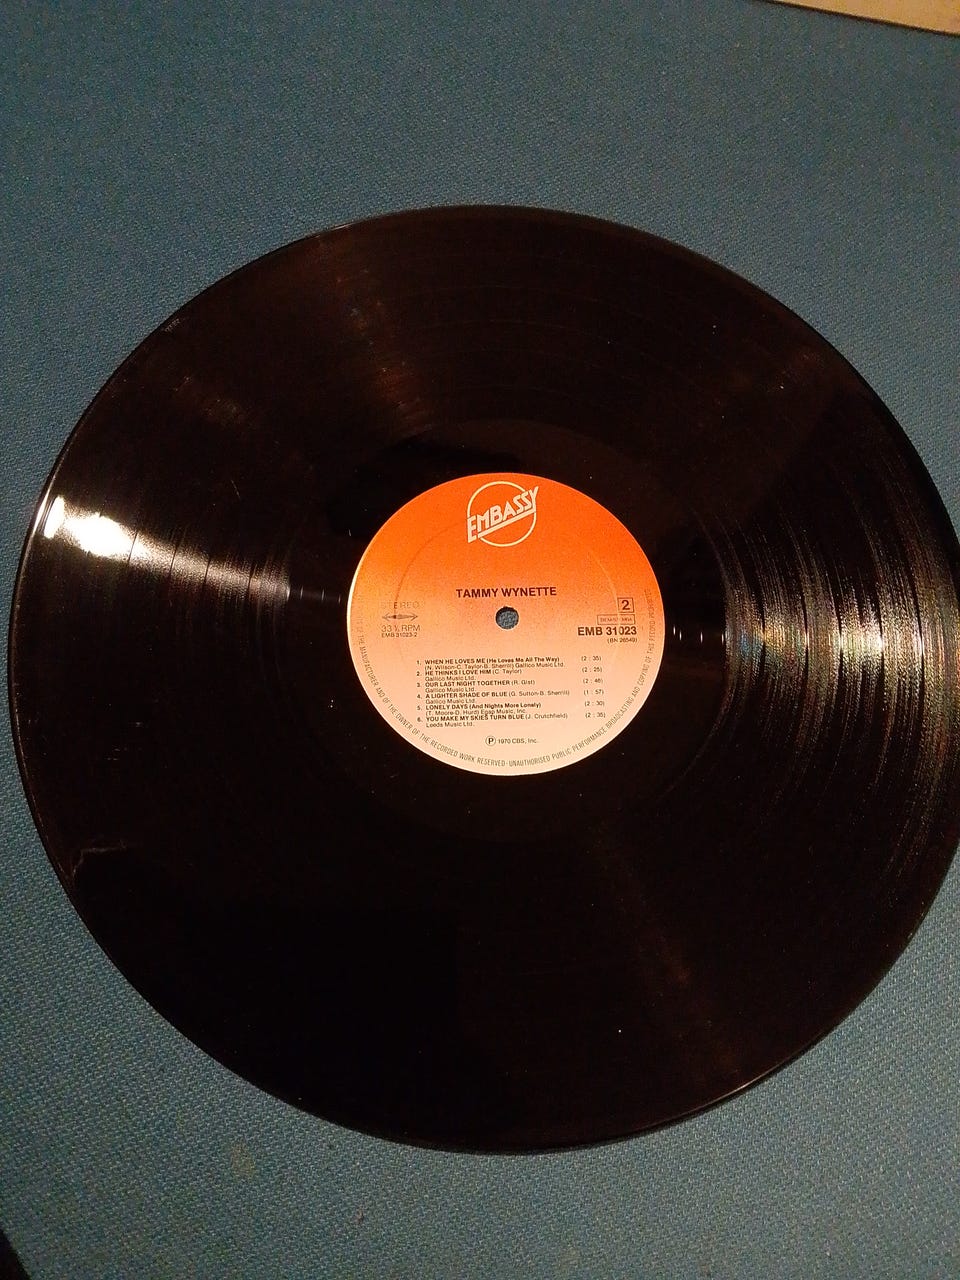 EMBASSY
TAMMY WYNETTE
STEREO
33⅓ RPM
EMB 31023-2
2
BIEM/STEMRA
EMB 31023
(BN 26549)
1. WHEN HE LOVES ME (He Loves Me All The Way) (2 : 35)
(N. Wilson-C. Taylor-B. Sherrill) Gallico Music Ltd.
2. HE THINKS I LOVE HIM (C. Taylor) (2 : 25)
Gallico Music Ltd.
3. OUR LAST NIGHT TOGETHER (R. Gist) (2 : 46)
Gallico Music Ltd.
4. A LIGHTER SHADE OF BLUE (G. Sutton-B. Sherrill) (1 : 57)
Gallico Music Ltd.
5. LONELY DAYS (And Nights More Lonely) (2 : 30)
(T. Moore-D. Hurd) Egap Music, Inc.
6. YOU MAKE MY SKIES TURN BLUE (J. Crutchfield) (2 : 35)
Leeds Music Ltd.
Ⓟ 1970 CBS, Inc.
OF THE MANUFACTURER AND OF THE OWNER OF THE RECORDED WORK RESERVED-UNAUTHORISED PUBLIC PERFORMANCE BROADCASTING AND COPYING OF THIS RECORD